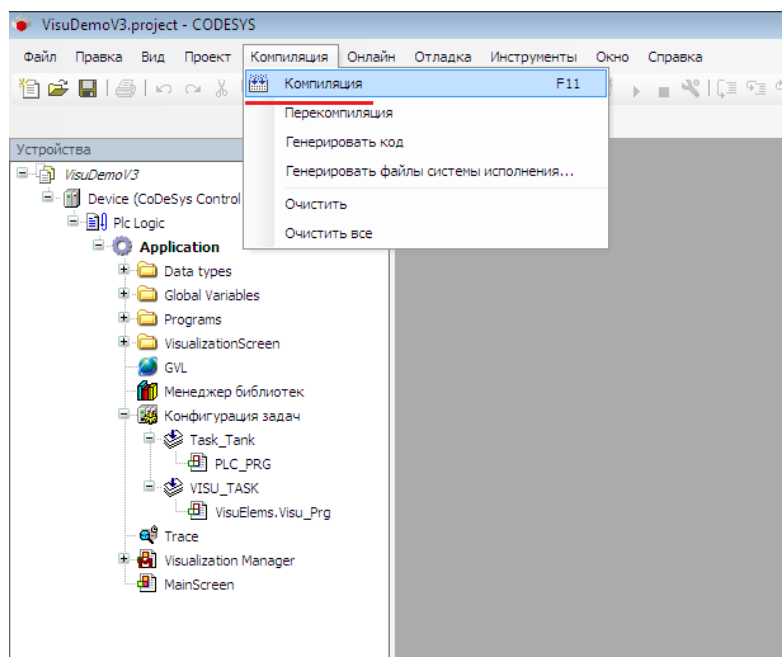 VisuDemoV3.project - CODESYS
Файл Правка Вид Проект Компиляция Онлайн Отладка Инструменты Окно Справка
Компиляция F11
Перекомпиляция
Генерировать код
Генерировать файлы системы исполнения...
Очистить
Очистить все
Устройства
VisuDemoV3
Device (CoDeSys Control
Plc Logic
Application
Data types
Global Variables
Programs
VisualizationScreen
GVL
Менеджер библиотек
Конфигурация задач
Task_Tank
PLC_PRG
VISU_TASK
VisuElems.Visu_Prg
Trace
Visualization Manager
MainScreen